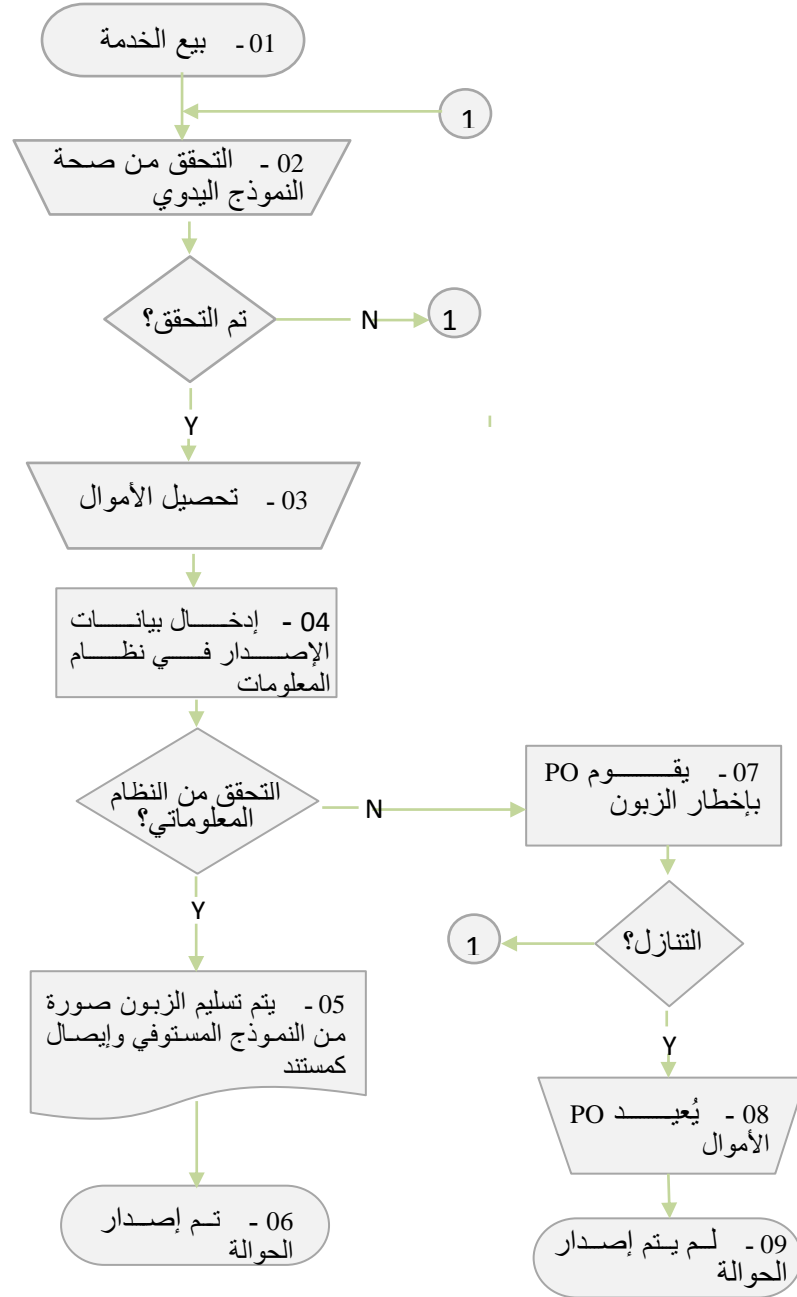 01 - بيع الخدمة
1
02 - التحقق من صحة
النموذج اليدوي
تم التحقق؟
N
1
Y
03 - تحصيل الأموال
04 - إدخال بيانات
الإصدار في نظام
المعلومات
التحقق من النظام
المعلوماتي؟
N
07 - يقوم PO
بإخطار الزبون
Y
التنازل؟
1
05 - يتم تسليم الزبون صورة
من النموذج المستوفي وإيصال
كمستند
Y
08 - يُعيد PO
الأموال
06 - تم إصدار
الحوالة
09 - لم يتم إصدار
الحوالة